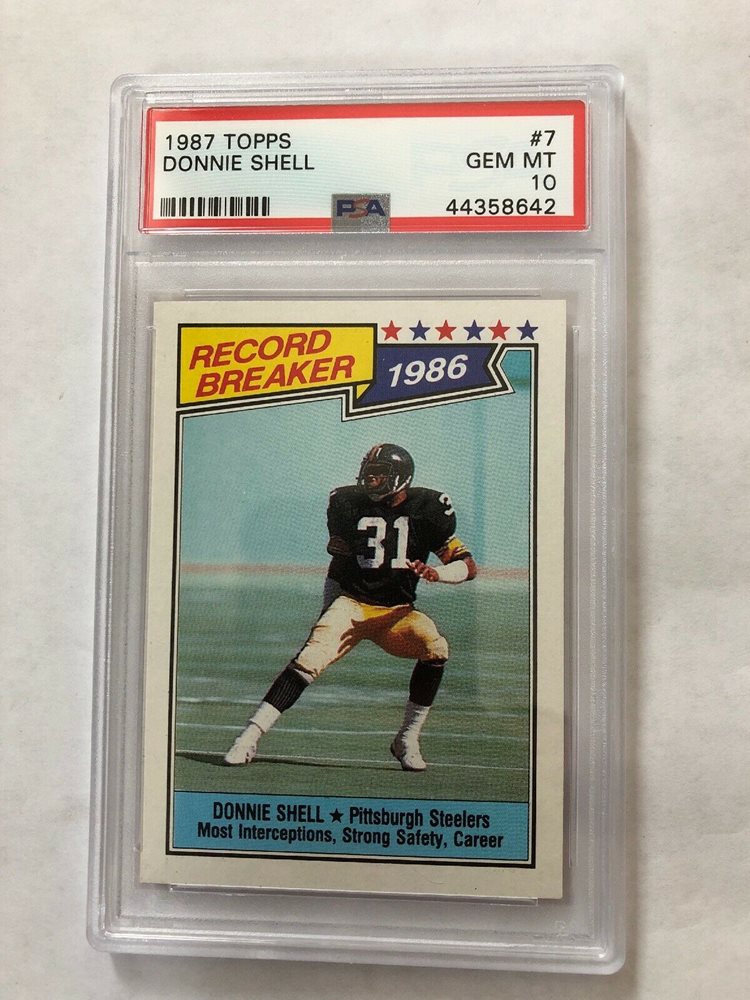 1987 TOPPS #7
DONNIE SHELL GEM MT
10
PSA 44358642
RECORD
BREAKER
1986
31
DONNIE SHELL ★ Pittsburgh Steelers
Most Interceptions, Strong Safety, Career